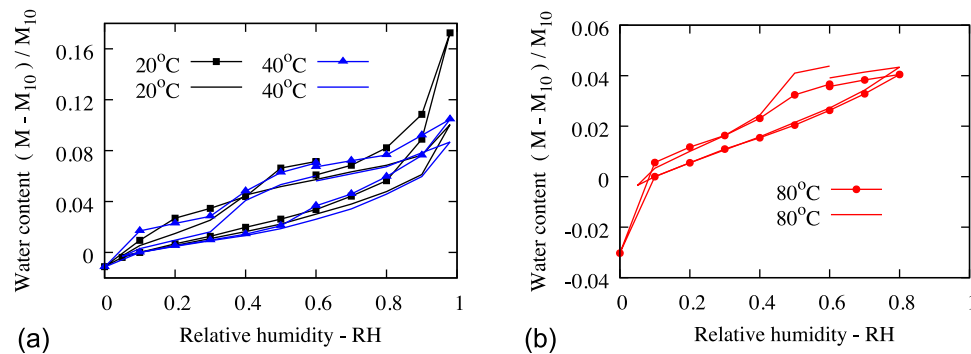 Water content (M - M10) / M10
0.16
0.12
0.08
0.04
0
20°C 40°C
20°C 40°C
0 0.2 0.4 0.6 0.8 1
Relative humidity - RH
(a)
Water content (M - M10) / M10
0.06
0.04
0.02
0
-0.02
-0.04
80°C
80°C
0 0.2 0.4 0.6 0.8 1
Relative humidity - RH
(b)